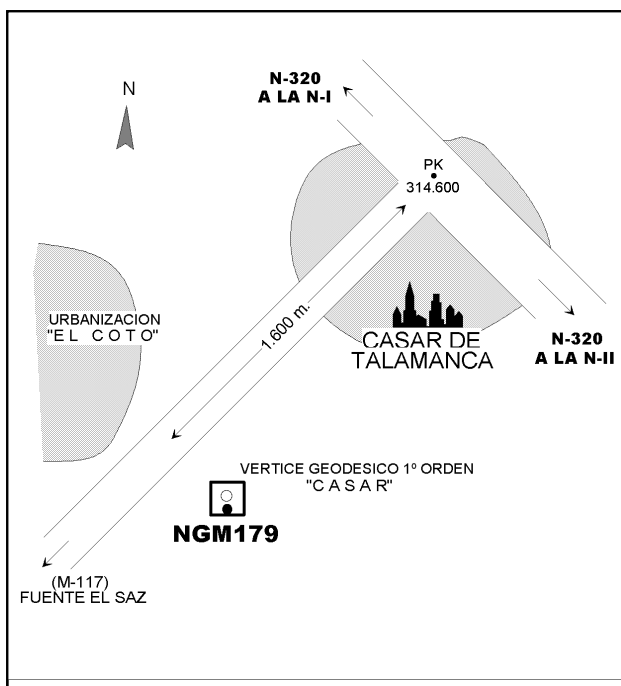 N-320
A LA N-I
N
PK
314.600
URBANIZACION
"E L  C O T O"
1.600 m.
CASAR DE
TALAMANCA
N-320
A LA N-II
VERTICE GEODESICO 1º ORDEN
"C A S A R"
NGM179
(M-117)
FUENTE EL SAZ